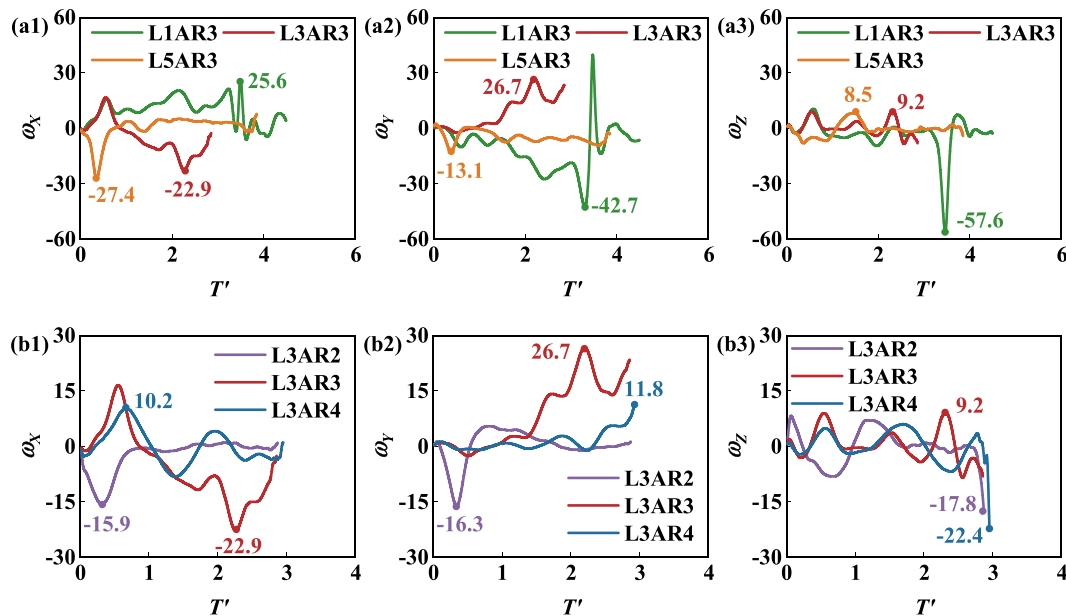 (a1)
60
30
0
-30
-60
ωX
L1AR3 L3AR3
L5AR3
25.6
-27.4
-22.9
0 2 4 6
T′
(a2)
60
30
0
-30
-60
ωY
L1AR3 L3AR3
L5AR3
26.7
-13.1
-42.7
0 2 4 6
T′
(a3)
60
30
0
-30
-60
ωZ
L1AR3 L3AR3
L5AR3
8.5
9.2
-57.6
0 2 4 6
T′
(b1)
30
15
0
-15
-30
ωX
L3AR2
L3AR3
L3AR4
10.2
-15.9
-22.9
0 1 2 3 4
T′
(b2)
30
15
0
-15
-30
ωY
26.7
11.8
-16.3
L3AR2
L3AR3
L3AR4
0 1 2 3 4
T′
(b3)
30
15
0
-15
-30
ωZ
L3AR2
L3AR3
L3AR4
9.2
-17.8
-22.4
0 1 2 3 4
T′